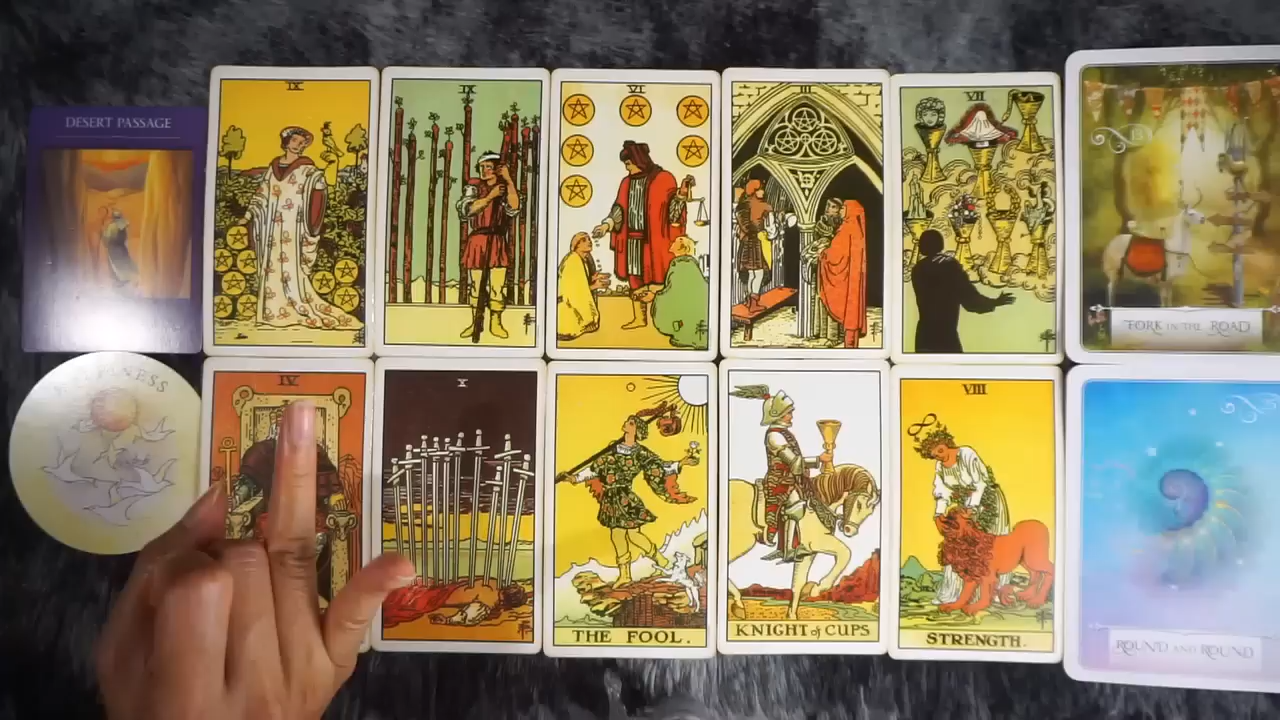 DESERT PASSAGE
IX
IX
VI
III
VII
13
FORK IN THE ROAD
IV
X
THE FOOL.
KNIGHT of CUPS
VIII
STRENGTH.
ROUND AND ROUND